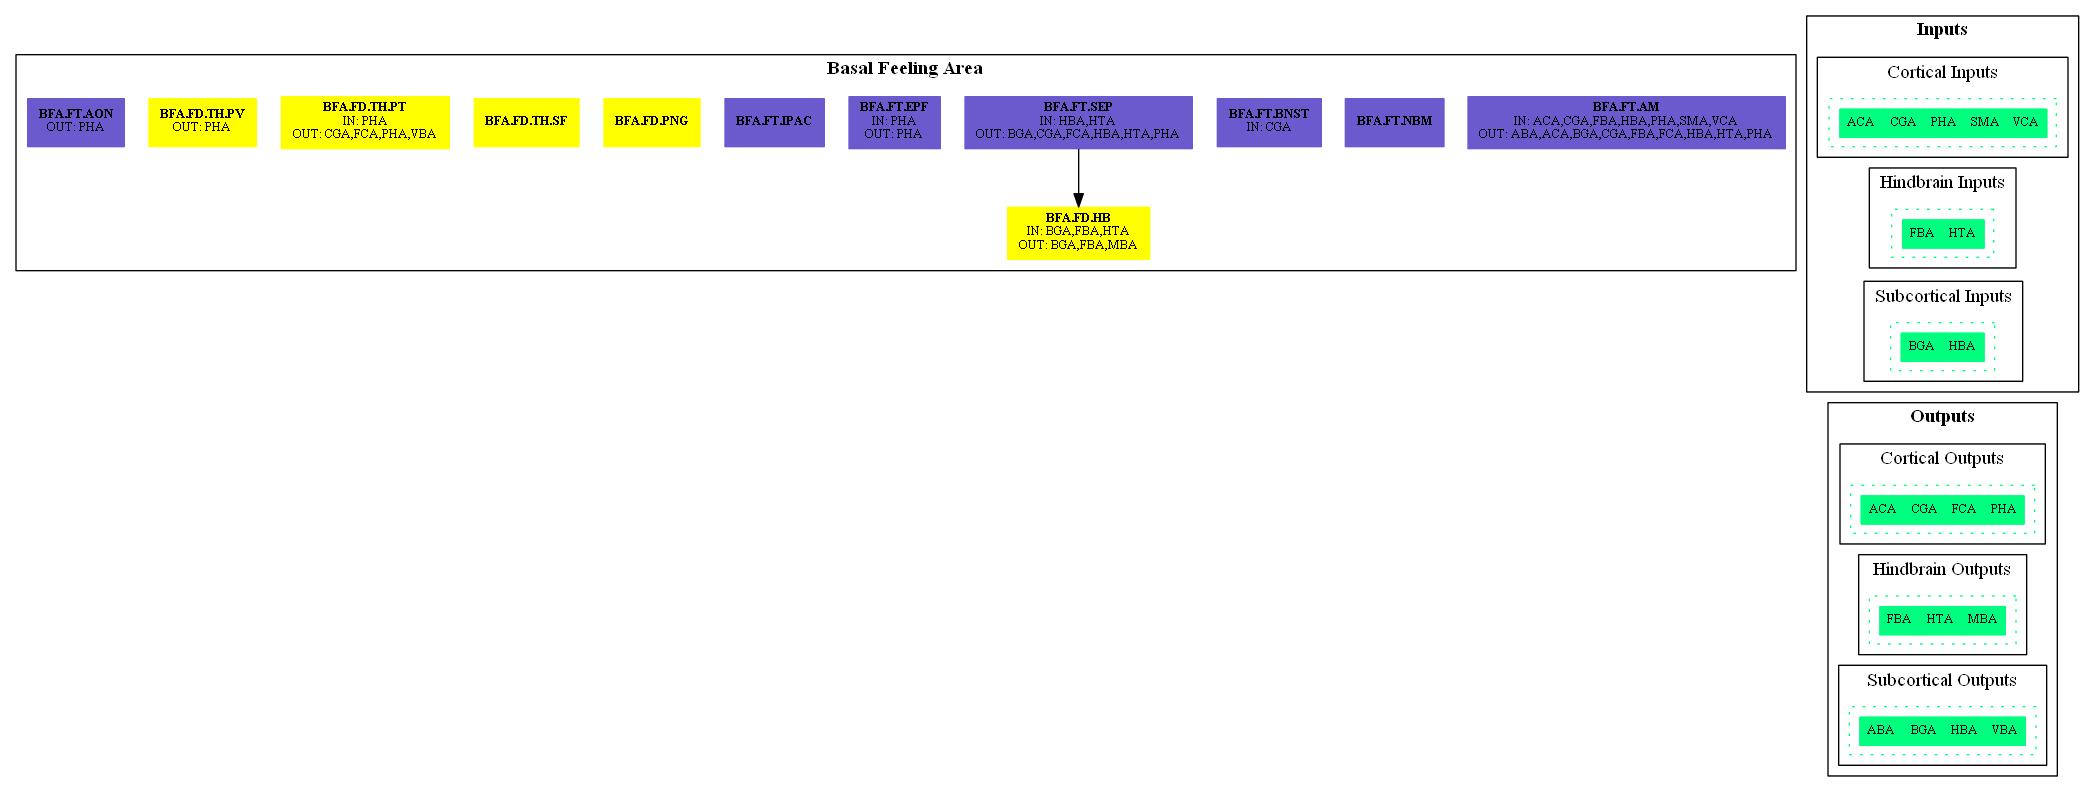 Basal Feeling Area
BFA.FT.AON
OUT: PHA
BFA.FD.TH.PV
OUT: PHA
BFA.FD.TH.PT
IN: PHA
OUT: CGA,FCA,PHA,VBA
BFA.FD.TH.SF
BFA.FD.PNG
BFA.FT.IPAC
BFA.FT.EPF
IN: PHA
OUT: PHA
BFA.FT.SEP
IN: HBA,HTA
OUT: BGA,CGA,FCA,HBA,HTA,PHA
BFA.FT.BNST
IN: CGA
BFA.FT.NBM
BFA.FT.AM
IN: ACA,CGA,FBA,HBA,PHA,SMA,VCA
OUT: ABA,ACA,BGA,CGA,FBA,FCA,HBA,HTA,PHA
BFA.FD.HB
IN: BGA,FBA,HTA
OUT: BGA,FBA,MBA
Inputs
Cortical Inputs
ACA CGA PHA SMA VCA
Hindbrain Inputs
FBA HTA
Subcortical Inputs
BGA HBA
Outputs
Cortical Outputs
ACA CGA FCA PHA
Hindbrain Outputs
FBA HTA MBA
Subcortical Outputs
ABA BGA HBA VBA